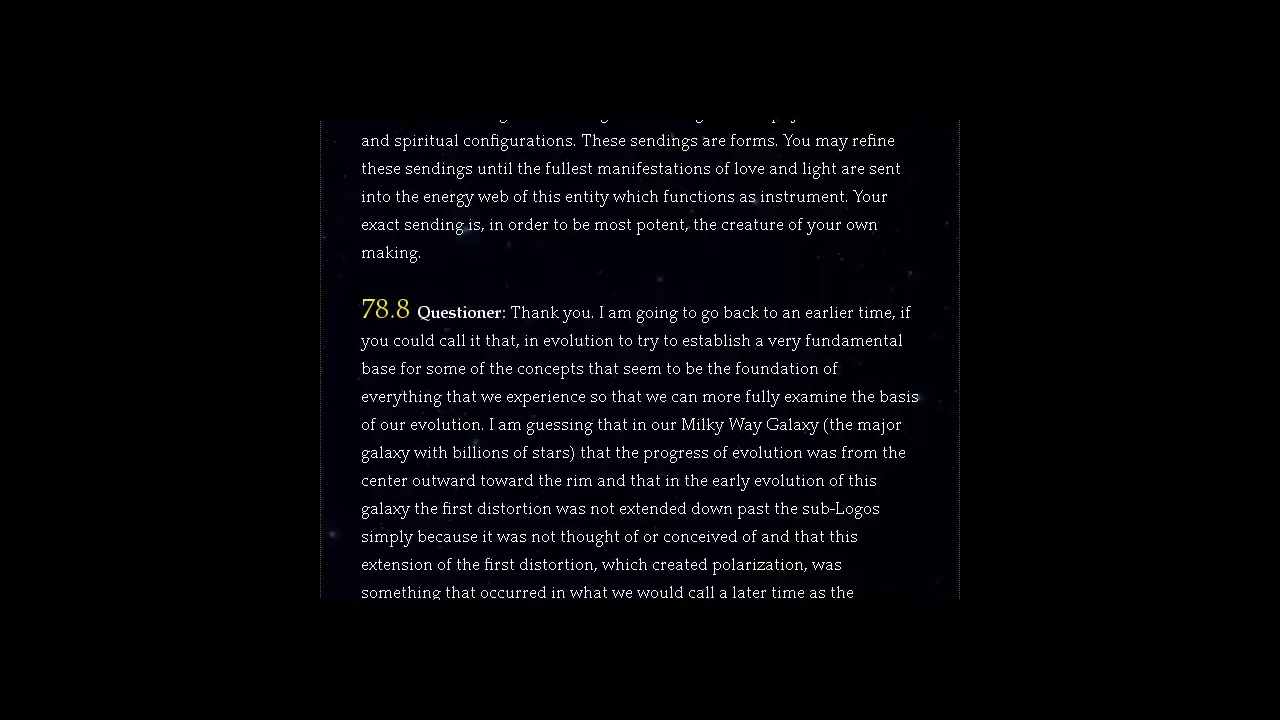 and spiritual configurations. These sendings are forms. You may refine
these sendings until the fullest manifestations of love and light are sent
into the energy web of this entity which functions as instrument. Your
exact sending is, in order to be most potent, the creature of your own
making.
78.8 Questioner: Thank you. I am going to go back to an earlier time, if
you could call it that, in evolution to try to establish a very fundamental
base for some of the concepts that seem to be the foundation of
everything that we experience so that we can more fully examine the basis
of our evolution. I am guessing that in our Milky Way Galaxy (the major
galaxy with billions of stars) that the progress of evolution was from the
center outward toward the rim and that in the early evolution of this
galaxy the first distortion was not extended down past the sub-Logos
simply because it was not thought of or conceived of and that this
extension of the first distortion, which created polarization, was
something that occurred in what we would call a later time as the